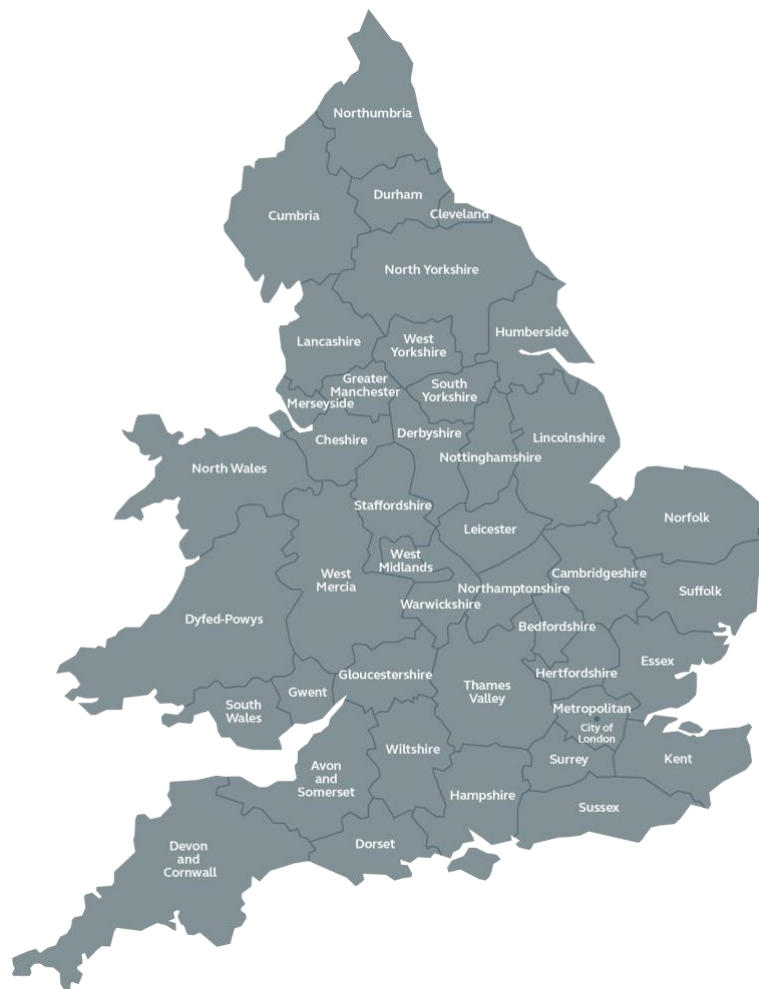 Northumbria
Durham
Cumbria
Cleveland
North Yorkshire
Humberside
Lancashire
West
Yorkshire
Greater
Manchester
South
Yorkshire
Merseyside
Cheshire
Derbyshire
Lincolnshire
Nottinghamshire
North Wales
Staffordshire
Norfolk
Leicester
West
Midlands
West
Mercia
Cambridgeshire
Northamptonshire
Suffolk
Warwickshire
Dyfed-Powys
Bedfordshire
Essex
Gloucestershire
Hertfordshire
Thames
Valley
Gwent
South
Wales
Metropolitan
City of
London
Wiltshire
Surrey
Kent
Avon
and
Somerset
Hampshire
Sussex
Dorset
Devon
and
Cornwall